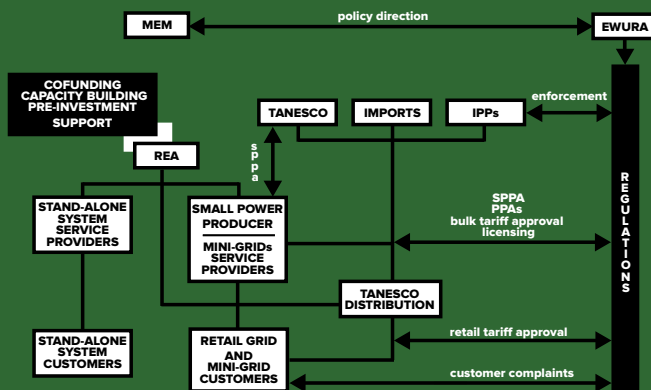 policy direction
MEM
EWURA
COFUNDING
CAPACITY BUILDING
PRE-INVESTMENT
SUPPORT
enforcement
TANESCO
IMPORTS
IPPs
REA
sppa
STAND-ALONE
SYSTEM
SERVICE
PROVIDERS
SMALL POWER
PRODUCER
MINI-GRIDs
SERVICE
PROVIDERS
SPPA
PPAs
bulk tariff approval
licensing
REGULATIONS
TANESCO
DISTRIBUTION
STAND-ALONE
SYSTEM
CUSTOMERS
RETAIL GRID
AND
MINI-GRID
CUSTOMERS
retail tariff approval
customer complaints